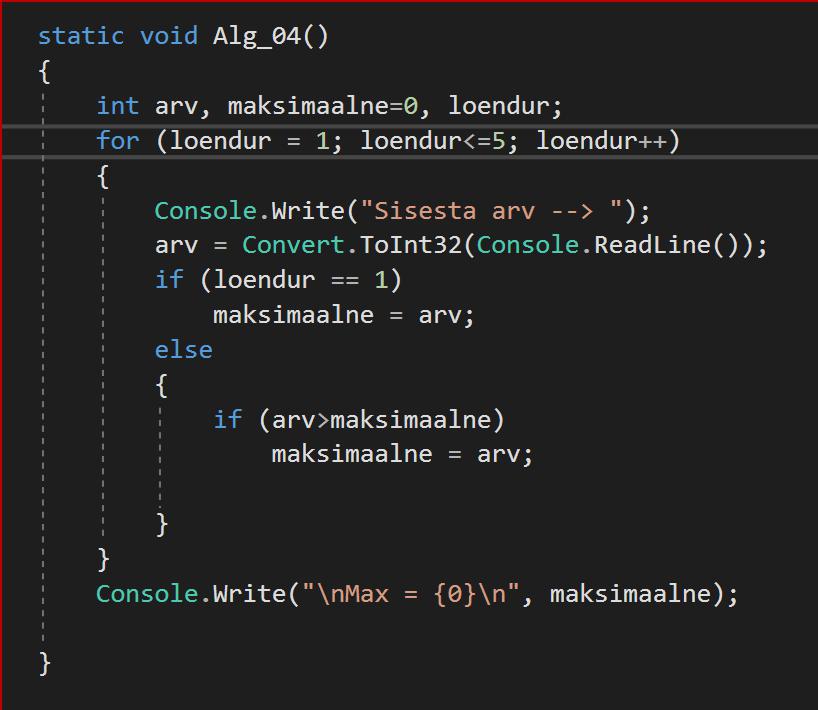 static void Alg_04()
{
int arv, maksimaalne=0, loendur;
for (loendur = 1; loendur<=5; loendur++)
{
Console.Write("Sisesta arv --> ");
arv = Convert.ToInt32(Console.ReadLine());
if (loendur == 1)
maksimaalne = arv;
else
{
if (arv>maksimaalne)
maksimaalne = arv;
}
}
Console.Write("\nMax = {0}\n", maksimaalne);
}